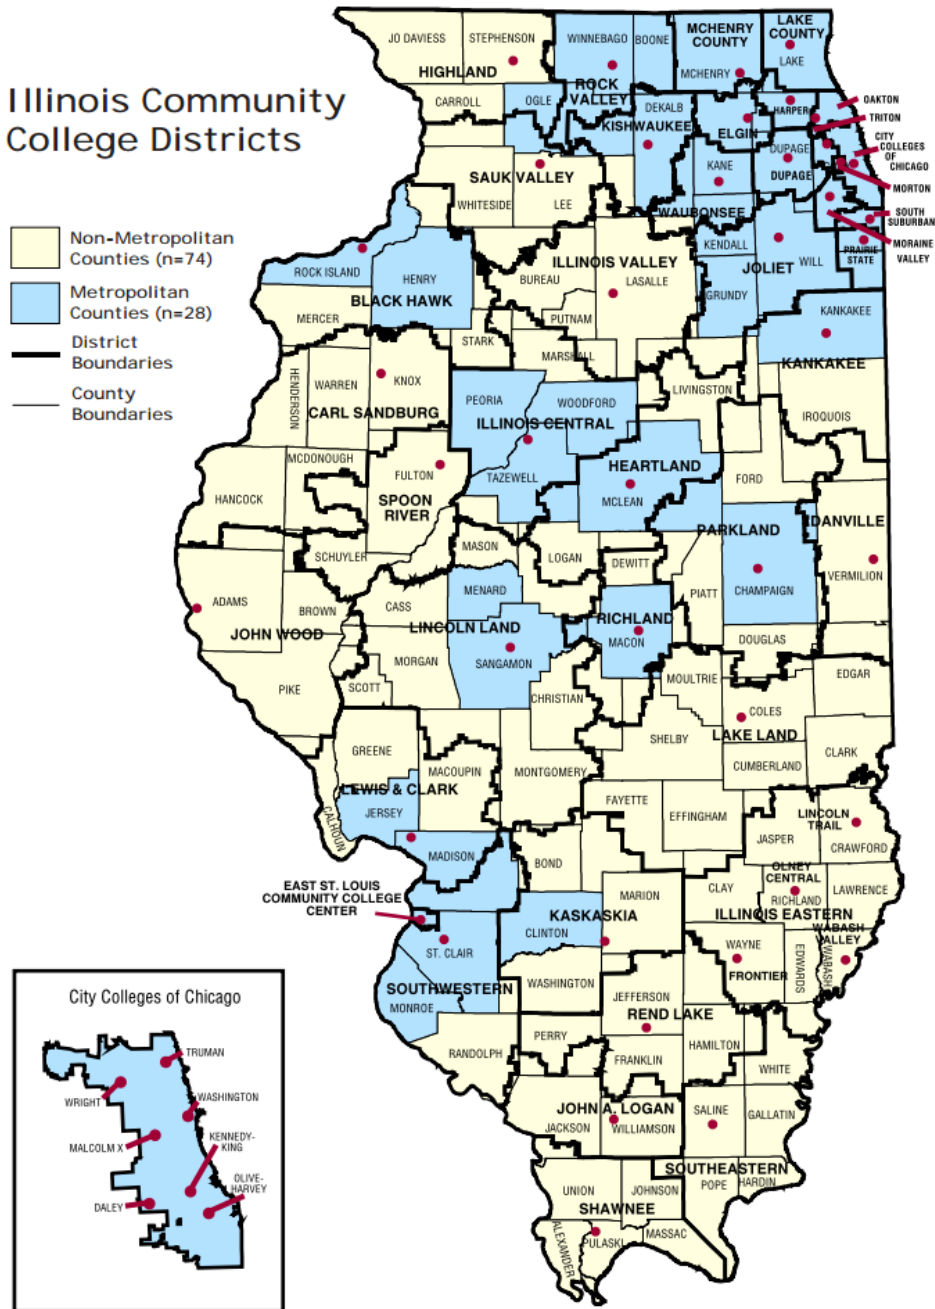 Illinois Community
College Districts
Non-Metropolitan
Counties (n=74)
Metropolitan
Counties (n=28)
District
Boundaries
County
Boundaries
JO DAVIESS
STEPHENSON
HIGHLAND
CARROLL
WINNEBAGO
BOONE
ROCK
VALLEY
OGLE
MCHENRY
COUNTY
MCHENRY
LAKE
COUNTY
LAKE
DEKALB
KISHWAUKEE
ELGIN
HARPER
OAKTON
TRITON
CITY
COLLEGES
OF
CHICAGO
MORTON
SOUTH
SUBURBAN
MORAINE
VALLEY
KANE
DUPAGE
DUPAGE
WAUBONSEE
SAUK VALLEY
WHITESIDE
LEE
KENDALL
JOLIET
WILL
PRAIRIE
STATE
GRUNDY
ROCK ISLAND
HENRY
BLACK HAWK
MERCER
ILLINOIS VALLEY
BUREAU
LASALLE
PUTNAM
STARK
MARSHALL
KANKAKEE
KANKAKEE
IROQUOIS
LIVINGSTON
HENDERSON
WARREN
KNOX
CARL SANDBURG
PEORIA
WOODFORD
ILLINOIS CENTRAL
TAZEWELL
HEARTLAND
MCLEAN
FORD
MCDONOUGH
HANCOCK
FULTON
SPOON
RIVER
SCHUYLER
MASON
LOGAN
DEWITT
PARKLAND
CHAMPAIGN
DANVILLE
VERMILION
PIATT
ADAMS
BROWN
JOHN WOOD
PIKE
CASS
MENARD
LINCOLN LAND
SANGAMON
MORGAN
SCOTT
CHRISTIAN
RICHLAND
MACON
DOUGLAS
MOULTRIE
EDGAR
COLES
LAKE LAND
SHELBY
CUMBERLAND
CLARK
GREENE
MACOUPIN
MONTGOMERY
LEWIS & CLARK
JERSEY
CALHOUN
MADISON
BOND
FAYETTE
EFFINGHAM
JASPER
LINCOLN
TRAIL
CRAWFORD
EAST ST. LOUIS
COMMUNITY COLLEGE
CENTER
CLAY
OLNEY
CENTRAL
RICHLAND
LAWRENCE
ILLINOIS EASTERN
MARION
KASKASKIA
CLINTON
ST. CLAIR
SOUTHWESTERN
MONROE
WASHINGTON
WAYNE
FRONTIER
EDWARDS
WABASH
VALLEY
WABASH
JEFFERSON
REND LAKE
RANDOLPH
PERRY
FRANKLIN
HAMILTON
WHITE
JOHN A. LOGAN
JACKSON
WILLIAMSON
SALINE
GALLATIN
SOUTHEASTERN
POPE
HARDIN
UNION
JOHNSON
SHAWNEE
ALEXANDER
PULASKI
MASSAC
City Colleges of Chicago
TRUMAN
WRIGHT
WASHINGTON
MALCOLM X
KENNEDY-
KING
OLIVE-
HARVEY
DALEY